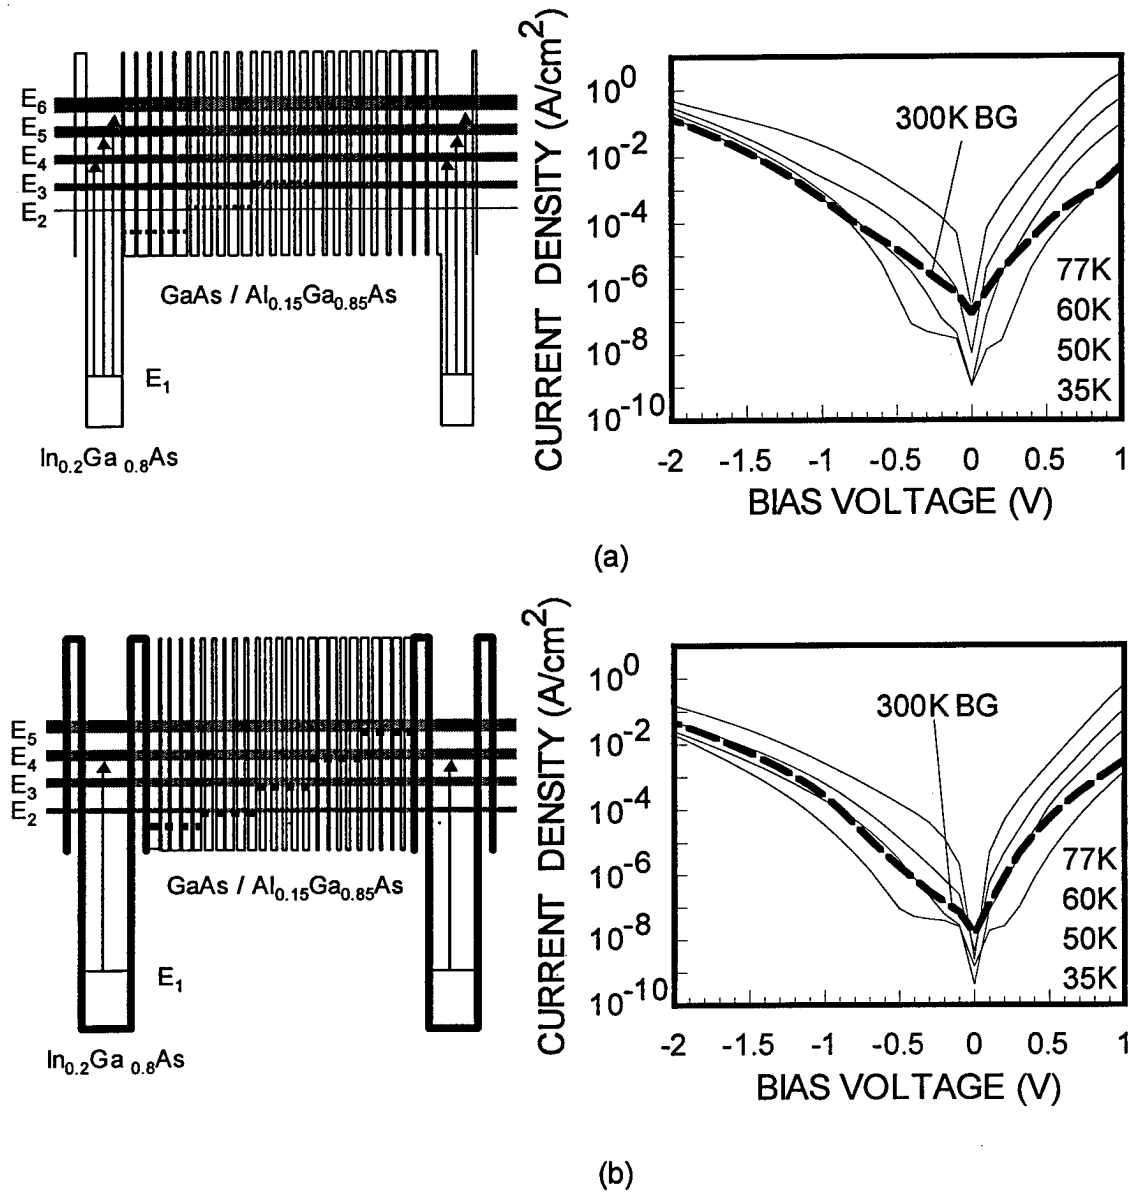 E6
E5
E4
E3
E2
GaAs / Al0.15Ga0.85As
E1
In0.2Ga 0.8As
CURRENT DENSITY (A/cm2)
100
10-2
10-4
10-6
10-8
10-10
300K BG
77K
60K
50K
35K
-2 -1.5 -1 -0.5 0 0.5 1
BIAS VOLTAGE (V)
(a)
E5
E4
E3
E2
GaAs / Al0.15Ga0.85As
E1
In0.2Ga 0.8As
CURRENT DENSITY (A/cm2)
100
10-2
10-4
10-6
10-8
10-10
300K BG
77K
60K
50K
35K
-2 -1.5 -1 -0.5 0 0.5 1
BIAS VOLTAGE (V)
(b)